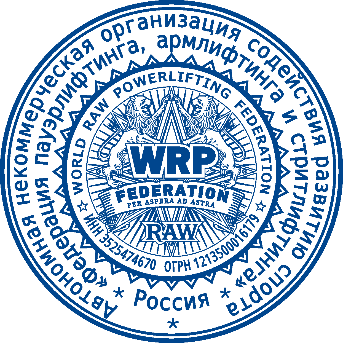 Автономная некоммерческая организация содействия развитию спорта
«Федерация пауэрлифтинга, армлифтинга и стритлифтинга»
* Россия *
*
WORLD RAW POWERLIFTING FEDERATION
WRP
FEDERATION
PER ASPERA AD ASTRA
RAW
☆ ИНН 3525474670 ОГРН 1213500016179 ☆